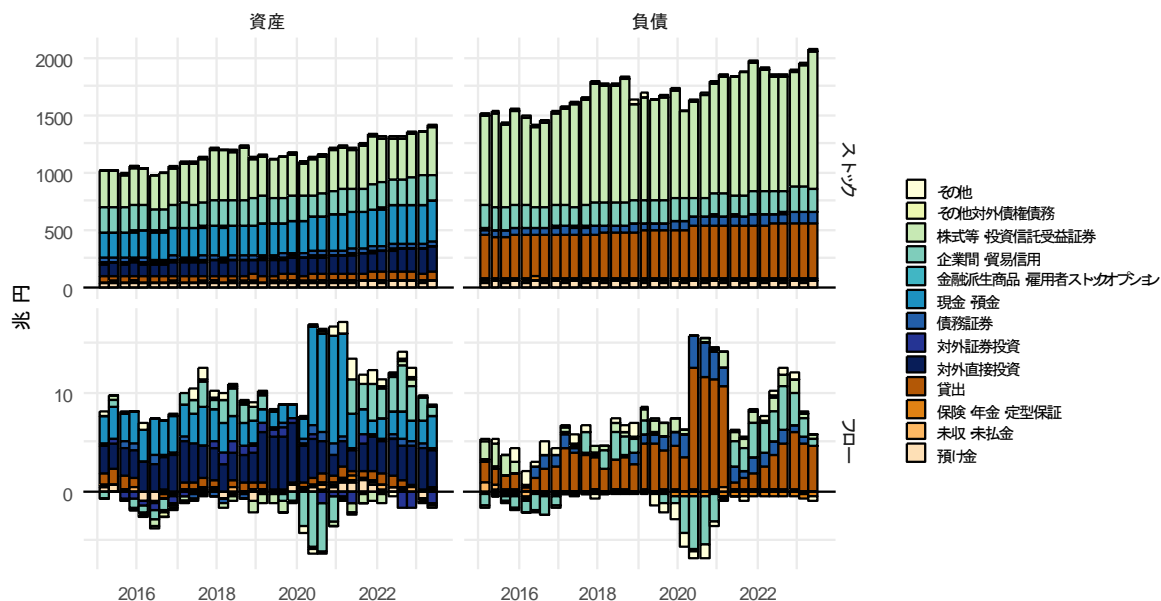 資産 負債
2000
1500
1000
500
0
10
0
兆 円
ストック
フロー
2016 2018 2020 2022 2016 2018 2020 2022
その他
その他対外債権債務
株式等・投資信託受益証券
企業間・貿易信用
金融派生商品・雇用者ストックオプション
現金・預金
債務証券
対外証券投資
対外直接投資
貸出
保険・年金・定型保証
未収・未払金
預け金